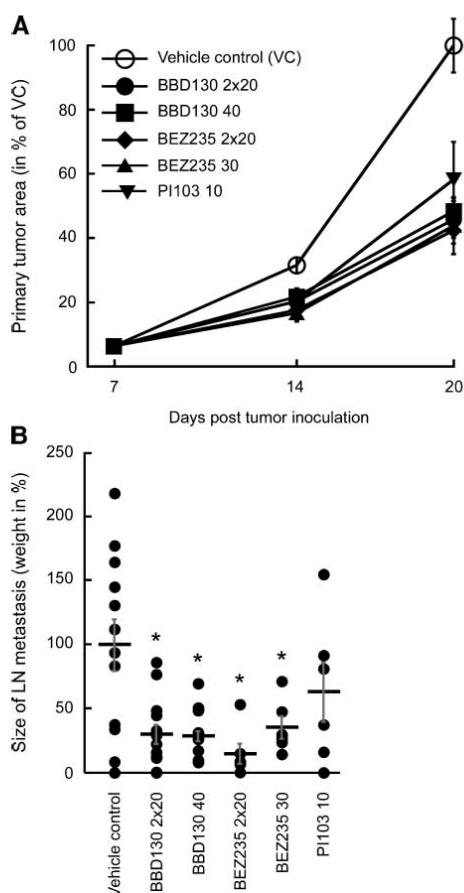 A
100
80
60
40
20
0
Vehicle control (VC)
BBD130 2x20
BBD130 40
BEZ235 2x20
BEZ235 30
PI103 10
Primary tumor area (in % of VC)
7 14 20
Days post tumor inoculation
B
250
200
150
100
50
0
Size of LN metastasis (weight in %)
* * * *
Vehicle control
BBD130 2x20
BBD130 40
BEZ235 2x20
BEZ235 30
PI103 10